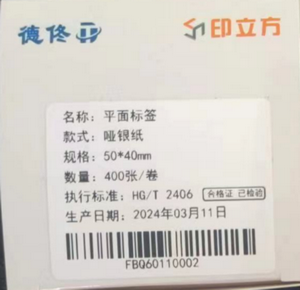 德佟 印立方
名称：平面标签
款式：哑银纸
规格：50*40mm
数量：400张/卷
执行标准：HG/T 2406 合格证 已检验
生产日期：2024年03月11日
FBQ60110002